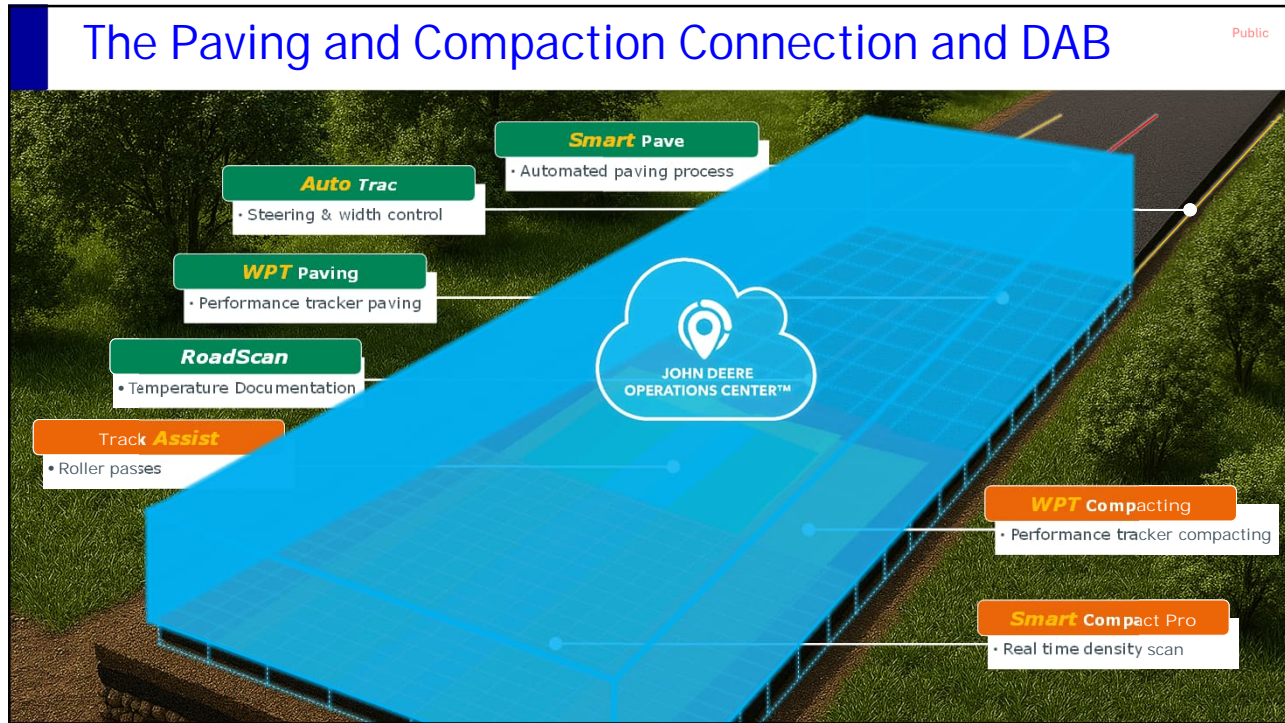 The Paving and Compaction Connection and DAB
Public
Smart Pave
• Automated paving process
Auto Trac
• Steering & width control
WPT Paving
• Performance tracker paving
RoadScan
• Temperature Documentation
Track Assist
• Roller passes
JOHN DEERE
OPERATIONS CENTER™
WPT Compacting
• Performance tracker compacting
Smart Compact Pro
• Real time density scan